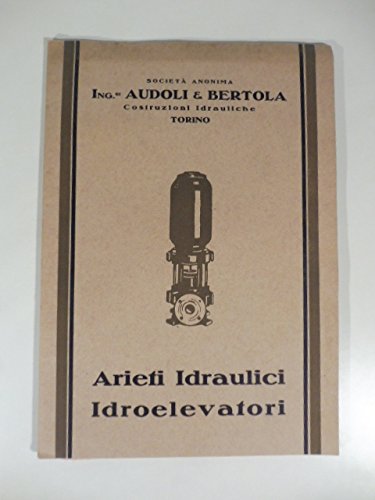 SOCIETÀ ANONIMA
ING.RI AUDOLI & BERTOLA
Costruzioni Idrauliche
TORINO
Arieti Idraulici
Idroelevatori